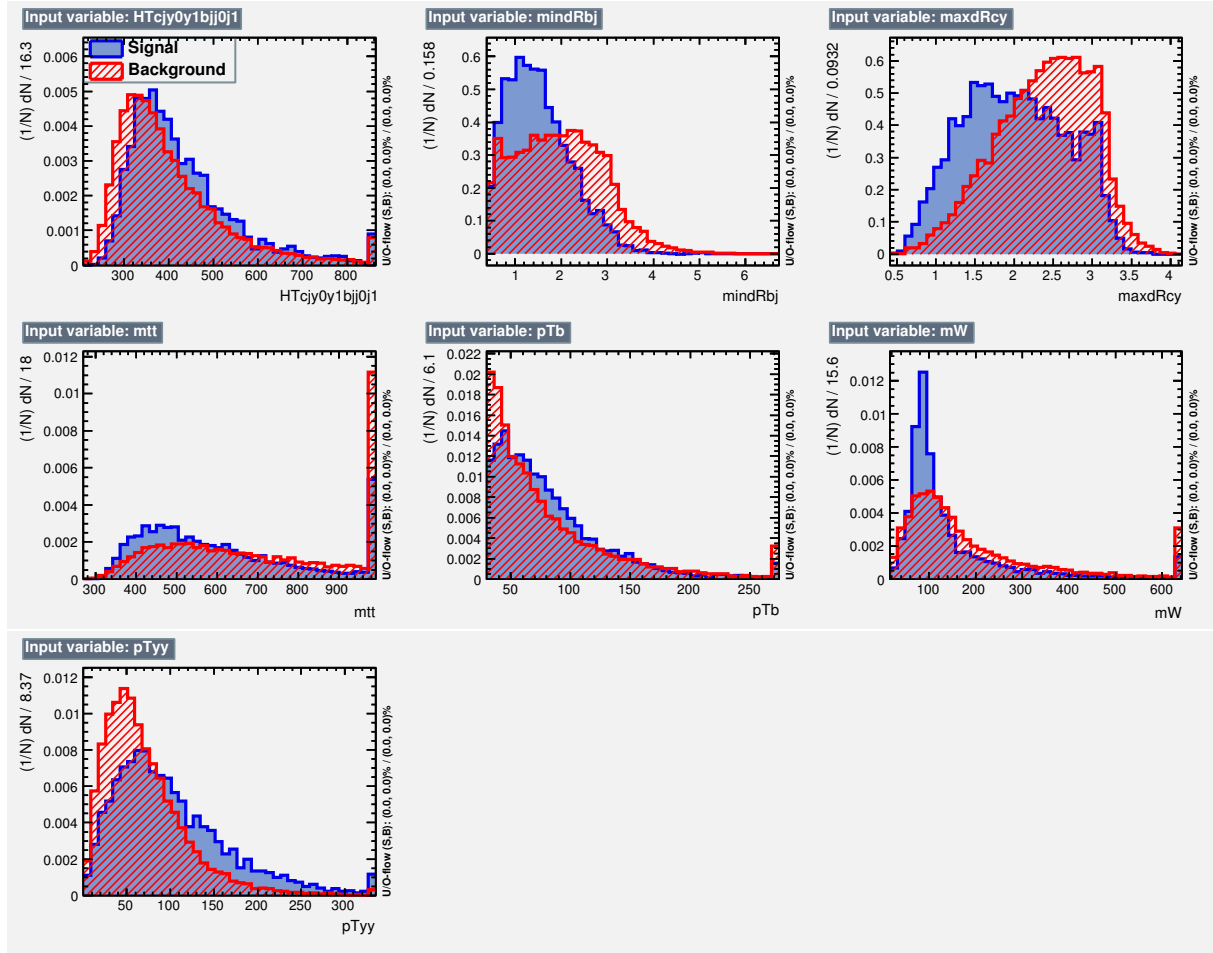 Input variable: HTcjy0y1bjj0j1
(1/N) dN / 16.3
0.006
0.005
0.004
0.003
0.002
0.001
0
Signal
Background
300 400 500 600 700 800
HTcjy0y1bjj0j1
U/O-flow (S,B): (0.0, 0.0)% / (0.0, 0.0)%
Input variable: mindRbj
(1/N) dN / 0.158
0.6
0.5
0.4
0.3
0.2
0.1
0
1 2 3 4 5 6
mindRbj
U/O-flow (S,B): (0.0, 0.0)% / (0.0, 0.0)%
Input variable: maxdRcy
(1/N) dN / 0.0932
0.6
0.5
0.4
0.3
0.2
0.1
0
0.5 1 1.5 2 2.5 3 3.5 4
maxdRcy
U/O-flow (S,B): (0.0, 0.0)% / (0.0, 0.0)%
Input variable: mtt
(1/N) dN / 18
0.012
0.01
0.008
0.006
0.004
0.002
0
300 400 500 600 700 800 900
mtt
U/O-flow (S,B): (0.0, 0.0)% / (0.0, 0.0)%
Input variable: pTb
(1/N) dN / 6.1
0.022
0.02
0.018
0.016
0.014
0.012
0.01
0.008
0.006
0.004
0.002
0
50 100 150 200 250
pTb
U/O-flow (S,B): (0.0, 0.0)% / (0.0, 0.0)%
Input variable: mW
(1/N) dN / 15.6
0.012
0.01
0.008
0.006
0.004
0.002
0
100 200 300 400 500 600
mW
U/O-flow (S,B): (0.0, 0.0)% / (0.0, 0.0)%
Input variable: pTyy
(1/N) dN / 8.37
0.012
0.01
0.008
0.006
0.004
0.002
0
50 100 150 200 250 300
pTyy
U/O-flow (S,B): (0.0, 0.0)% / (0.0, 0.0)%